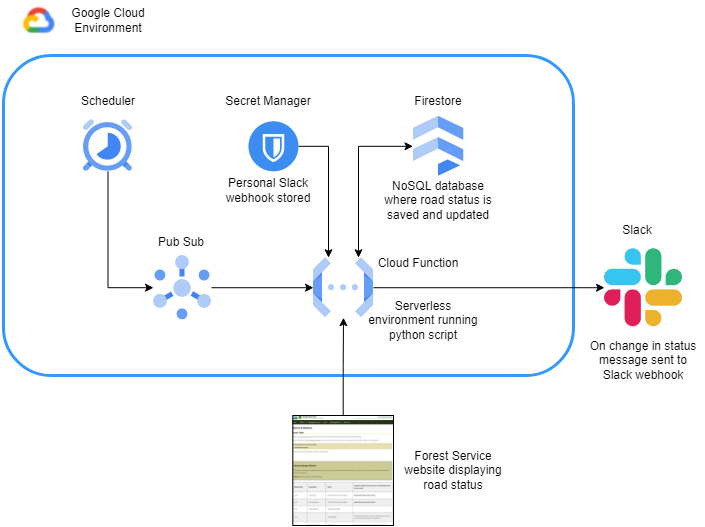 Google Cloud
Environment
Scheduler
Secret Manager
Firestore
Personal Slack
webhook stored
NoSQL database
where road status is
saved and updated
Pub Sub
Cloud Function
Slack
Serverless
environment running
python script
On change in status
message sent to
Slack webhook
Forest Service
website displaying
road status